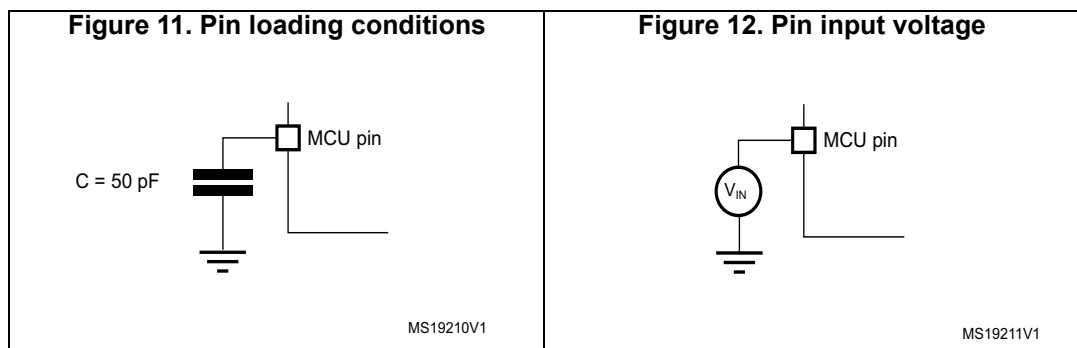 Figure 11. Pin loading conditions
MCU pin
C = 50 pF
MS19210V1
Figure 12. Pin input voltage
MCU pin
VIN
MS19211V1